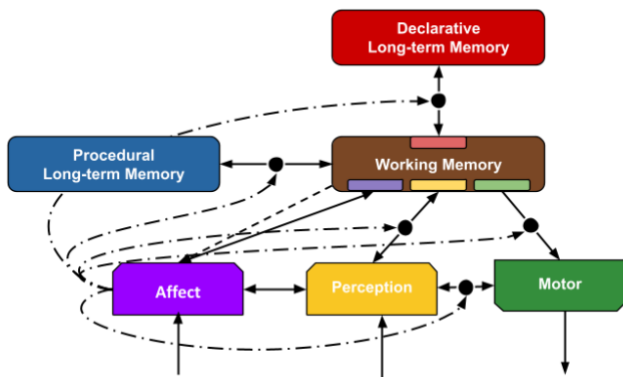 Declarative
Long-term Memory
Procedural
Long-term Memory
Working Memory
Affect
Perception
Motor